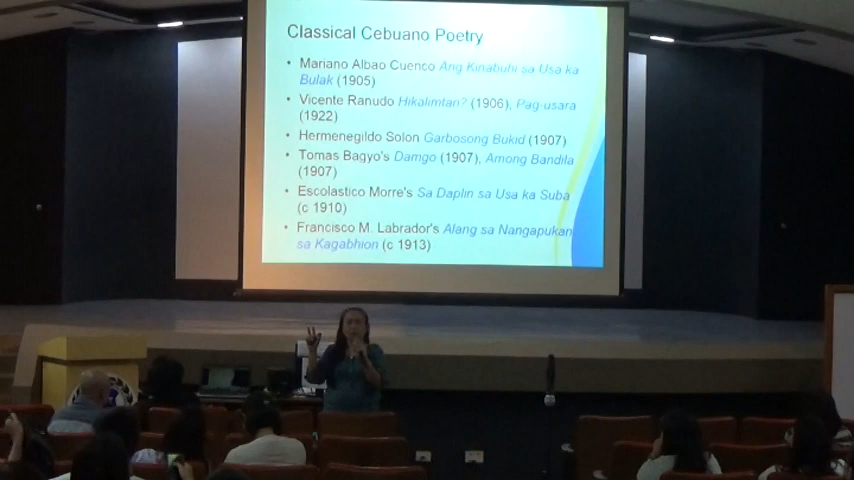 Classical Cebuano Poetry
• Mariano Albao Cuenco Ang Kinabuhi sa Usa ka
Bulak (1905)
• Vicente Ranudo Hikalimtan? (1906), Pag-usara
(1922)
• Hermenegildo Solon Garbosong Bukid (1907)
• Tomas Bagyo's Damgo (1907), Among Bandila
(1907)
• Escolastico Morre's Sa Daplin sa Usa ka Suba
(c 1910)
• Francisco M. Labrador's Alang sa Nangapukan
sa Kagabhion (c 1913)